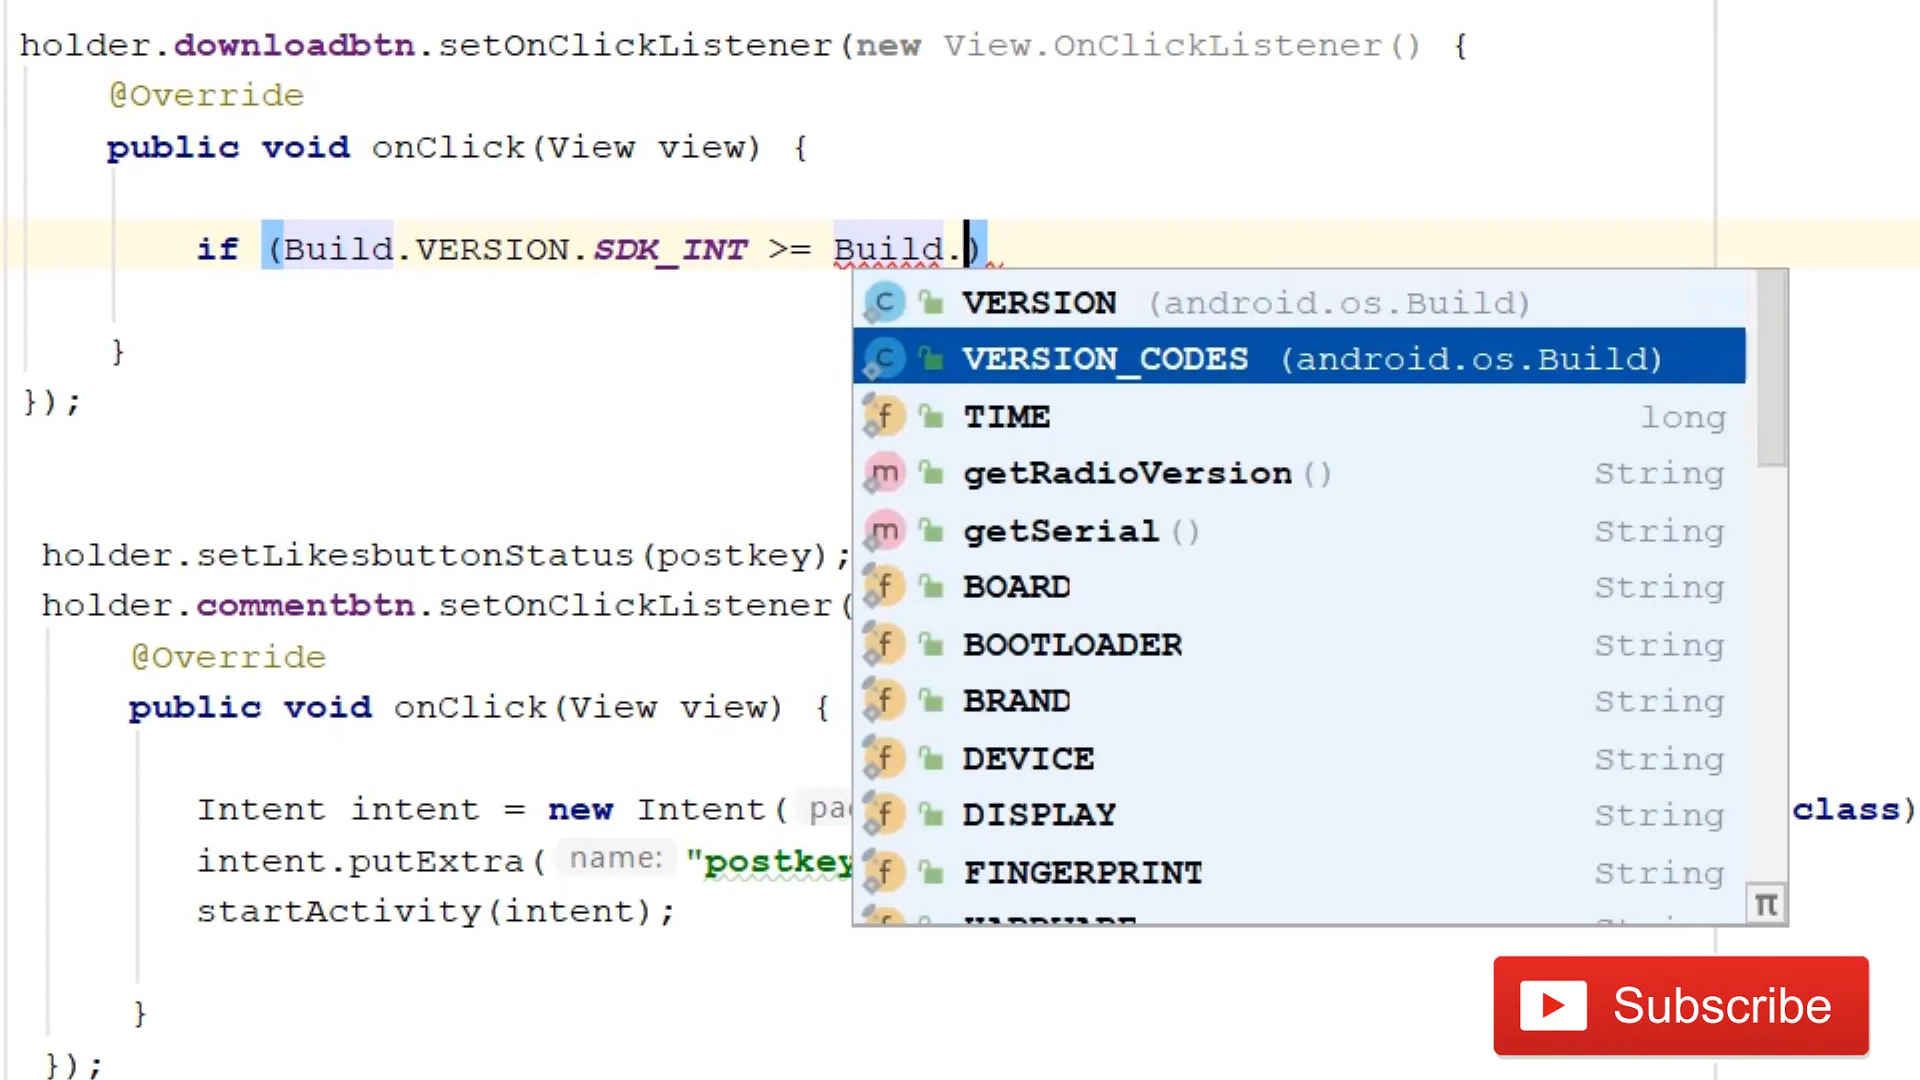 holder.downloadbtn.setOnClickListener(new View.OnClickListener() {
@Override
public void onClick(View view) {
if (Build.VERSION.SDK_INT >= Build.)
VERSION (android.os.Build)
VERSION_CODES (android.os.Build)
TIME long
getRadioVersion() String
getSerial() String
BOARD String
BOOTLOADER String
BRAND String
DEVICE String
DISPLAY String
FINGERPRINT String
}
});
holder.setLikesbuttonStatus(postkey);
holder.commentbtn.setOnClickListener(
@Override
public void onClick(View view) {
Intent intent = new Intent( class)
intent.putExtra( name: "postkey
startActivity(intent);
}
});
π
Subscribe